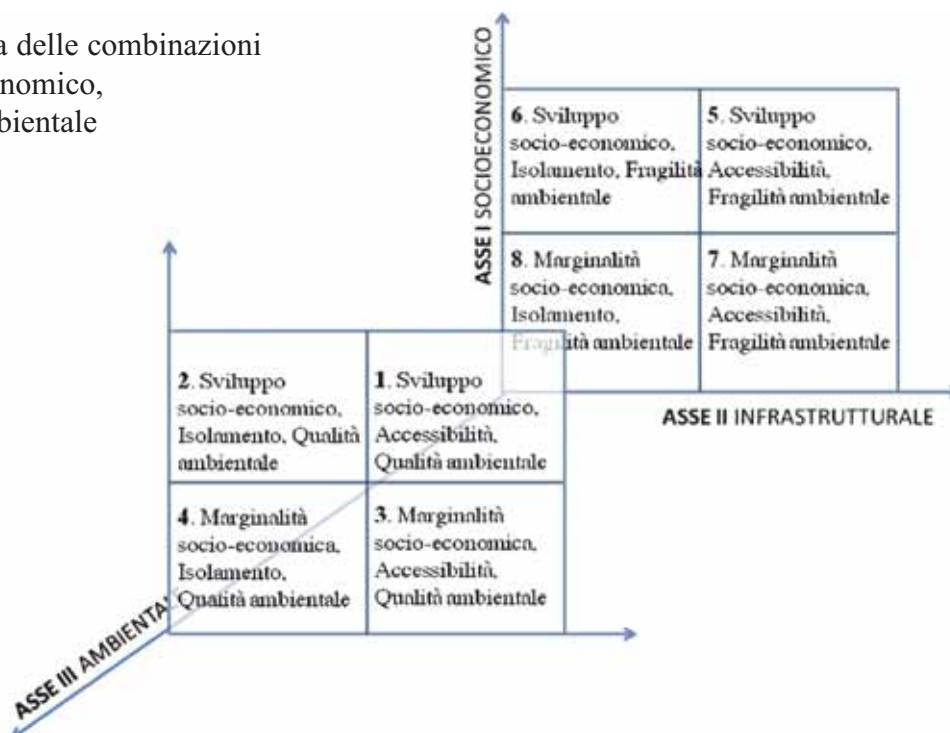 a delle combinazioni
nomico,
bientale
ASSE I SOCIOECONOMICO
6. Sviluppo
socio-economico,
Isolamento, Fragilità
ambientale
5. Sviluppo
socio-economico,
Accessibilità,
Fragilità ambientale
8. Marginalità
socio-economica,
Isolamento,
Fragilità ambientale
7. Marginalità
socio-economica,
Accessibilità,
Fragilità ambientale
ASSE II INFRASTRUTTURALE
2. Sviluppo
socio-economico,
Isolamento, Qualità
ambientale
1. Sviluppo
socio-economico,
Accessibilità,
Qualità ambientale
4. Marginalità
socio-economica,
Isolamento,
Qualità ambientale
3. Marginalità
socio-economica,
Accessibilità,
Qualità ambientale
ASSE III AMBIENTAL